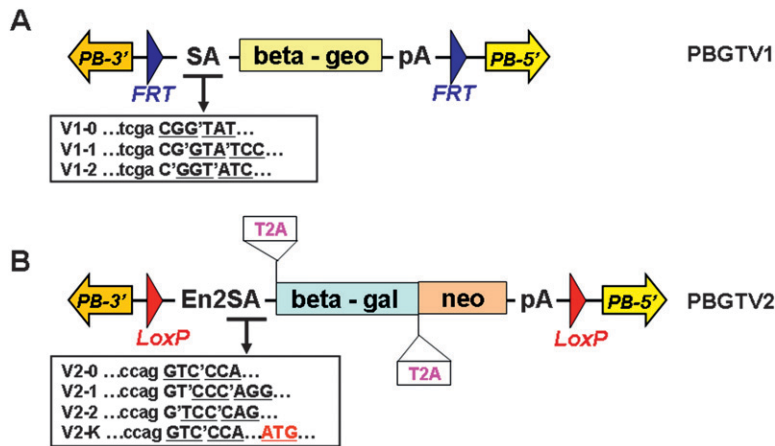 A
PB-3' SA beta - geo pA PB-5' PBGTV1
FRT FRT
V1-0 ...tcga CGG'TAT...
V1-1 ...tcga CG'GTA'TCC...
V1-2 ...tcga C'GGT'ATC...
T2A
B
PB-3' En2SA beta - gal neo pA PB-5' PBGTV2
LoxP LoxP
T2A
V2-0 ...ccag GTC'CCA...
V2-1 ...ccag GT'CCC'AGG...
V2-2 ...ccag G'TCC'CAG...
V2-K ...ccag GTC'CCA...ATG...